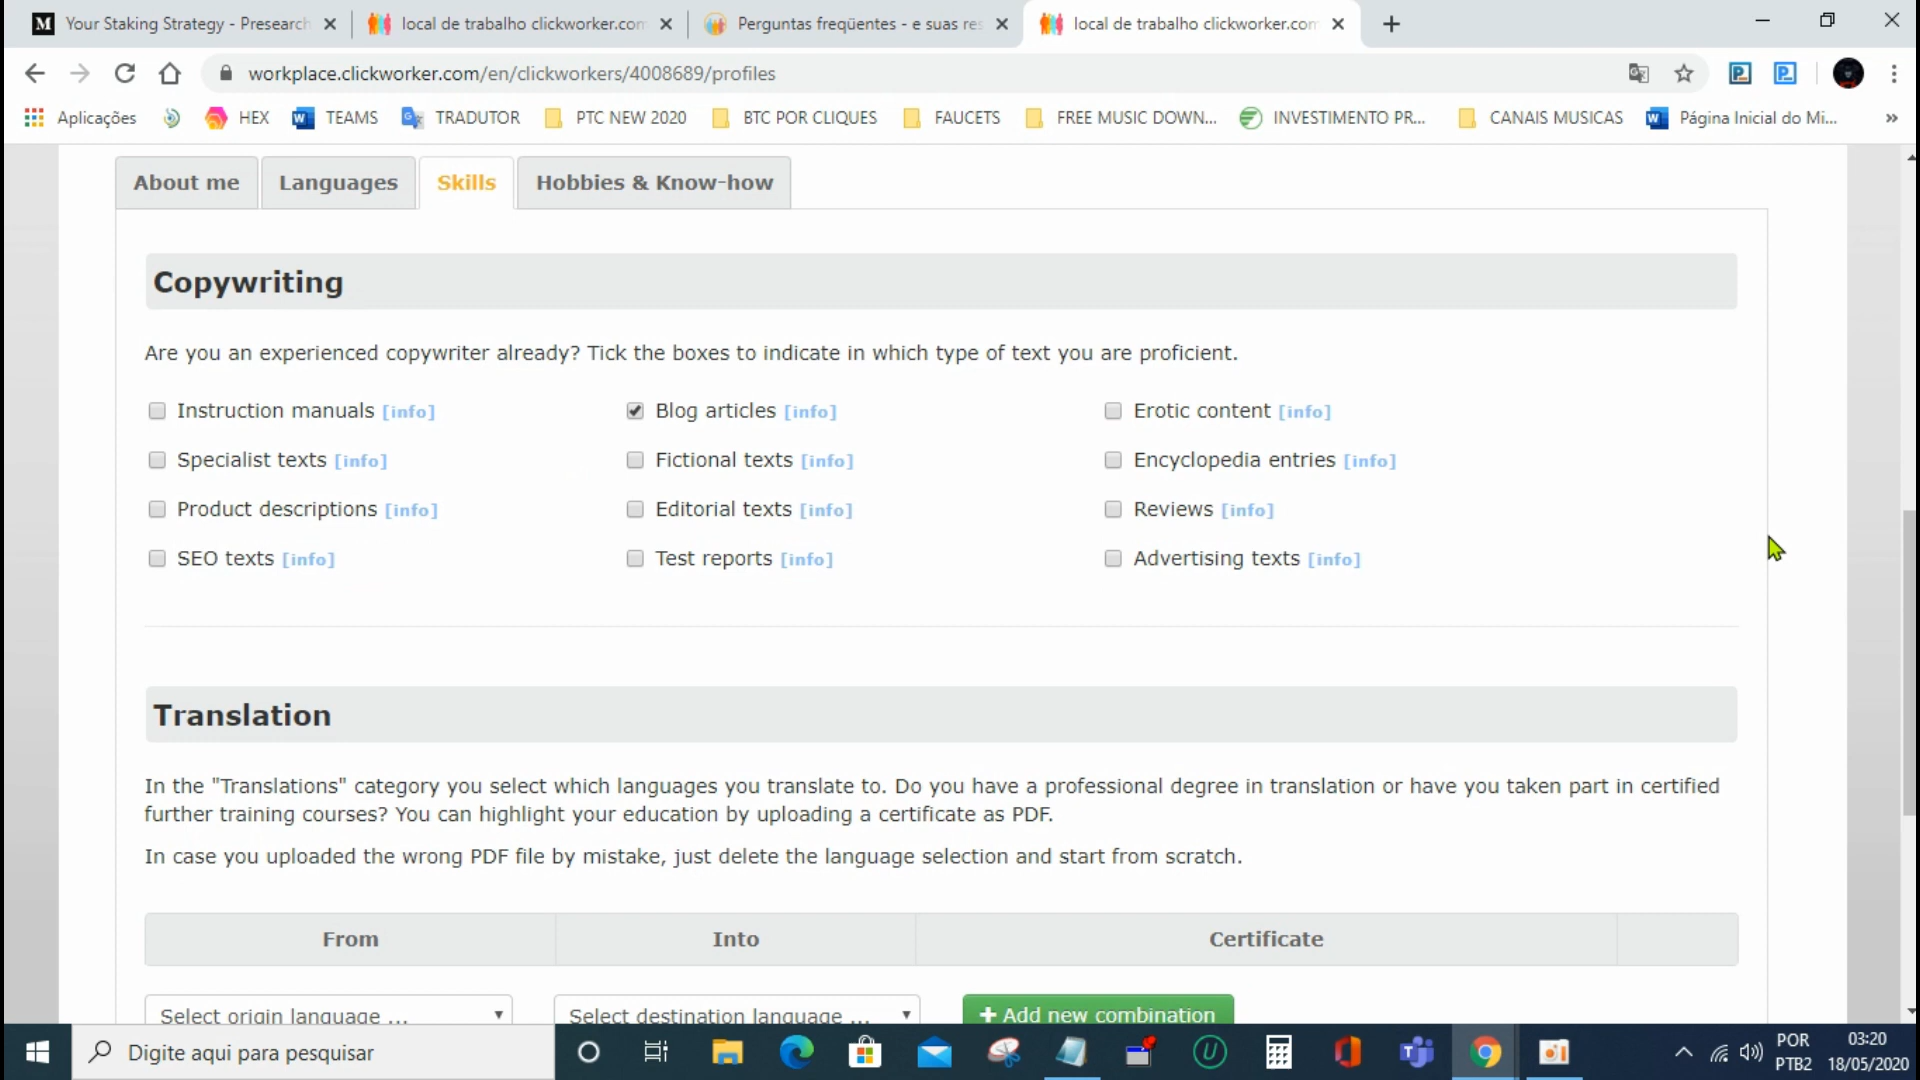 Your Staking Strategy - Presearch
local de trabalho clickworker.com
Perguntas freqüentes - e suas res
local de trabalho clickworker.com
workplace.clickworker.com/en/clickworkers/4008689/profiles
Aplicações
HEX
TEAMS
TRADUTOR
PTC NEW 2020
BTC POR CLIQUES
FAUCETS
FREE MUSIC DOWN...
INVESTIMENTO PR...
CANAIS MUSICAS
Página Inicial do Mi...
»
About me
Languages
Skills
Hobbies & Know-how
Copywriting
Are you an experienced copywriter already? Tick the boxes to indicate in which type of text you are proficient.
Instruction manuals [info]
Blog articles [info]
Erotic content [info]
Specialist texts [info]
Fictional texts [info]
Encyclopedia entries [info]
Product descriptions [info]
Editorial texts [info]
Reviews [info]
SEO texts [info]
Test reports [info]
Advertising texts [info]
Translation
In the "Translations" category you select which languages you translate to. Do you have a professional degree in translation or have you taken part in certified
further training courses? You can highlight your education by uploading a certificate as PDF.
In case you uploaded the wrong PDF file by mistake, just delete the language selection and start from scratch.
From
Into
Certificate
Select origin language ...
Select destination language ...
+ Add new combination
Digite aqui para pesquisar
POR
PTB2
03:20
18/05/2020